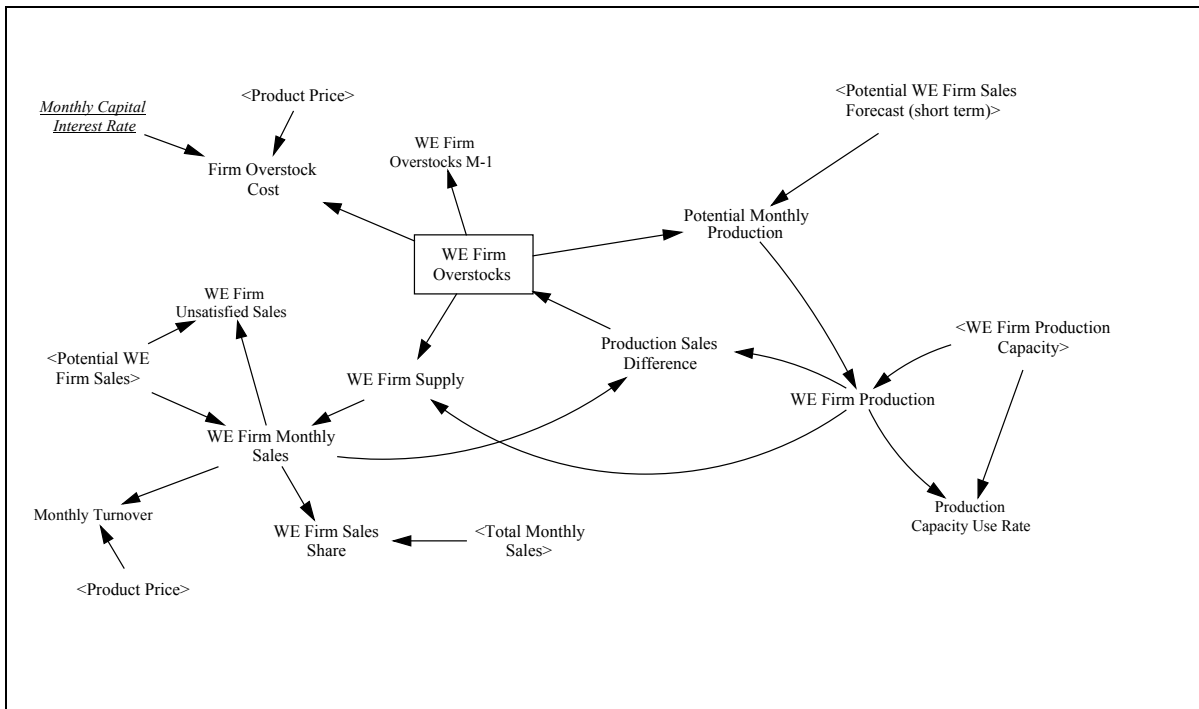 <Product Price>
<Potential WE Firm Sales
Forecast (short term)>
Monthly Capital
Interest Rate
WE Firm
Overstocks M-1
Firm Overstock
Cost
Potential Monthly
Production
WE Firm
Overstocks
WE Firm
Unsatisfied Sales
<WE Firm Production
Capacity>
Production Sales
Difference
<Potential WE
Firm Sales>
WE Firm Supply
WE Firm Production
WE Firm Monthly
Sales
Monthly Turnover
WE Firm Sales
Share
<Total Monthly
Sales>
Production
Capacity Use Rate
<Product Price>